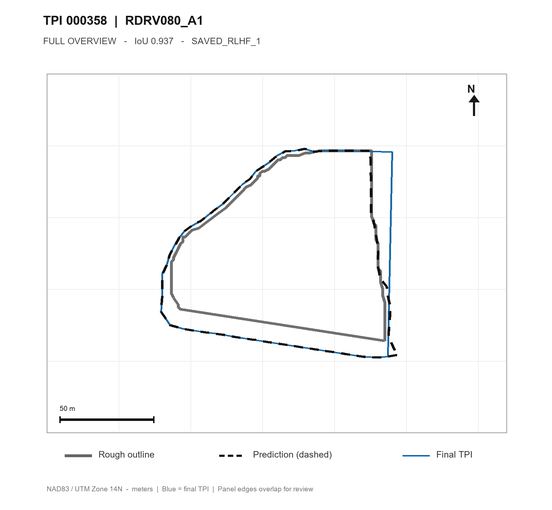 TPI 000358 | RDRV080_A1
FULL OVERVIEW - IoU 0.937 - SAVED_RLHF_1
N
50 m
Rough outline Prediction (dashed) Final TPI
NAD83 / UTM Zone 14N - meters | Blue = final TPI | Panel edges overlap for review